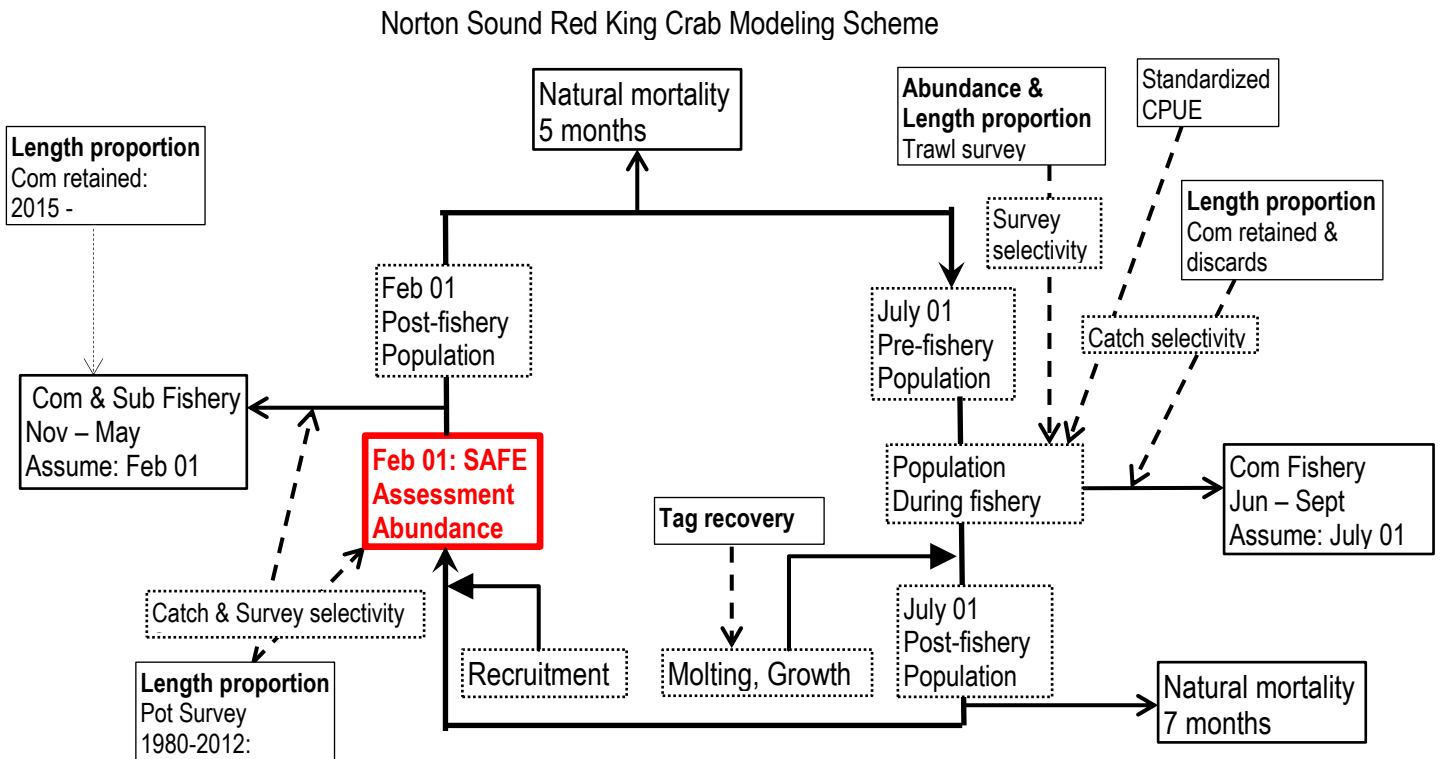 Norton Sound Red King Crab Modeling Scheme
Natural mortality
5 months
Abundance &
Length proportion
Trawl survey
Standardized
CPUE
Length proportion
Com retained:
2015 -
Length proportion
Com retained &
discards
Survey
selectivity
Feb 01
Post-fishery
Population
July 01
Pre-fishery
Population
Catch selectivity
Com & Sub Fishery
Nov – May
Assume: Feb 01
Feb 01: SAFE
Assessment
Abundance
Population
During fishery
Com Fishery
Jun – Sept
Assume: July 01
Tag recovery
Catch & Survey selectivity
July 01
Post-fishery
Population
Recruitment
Molting, Growth
Length proportion
Pot Survey
1980-2012:
Natural mortality
7 months